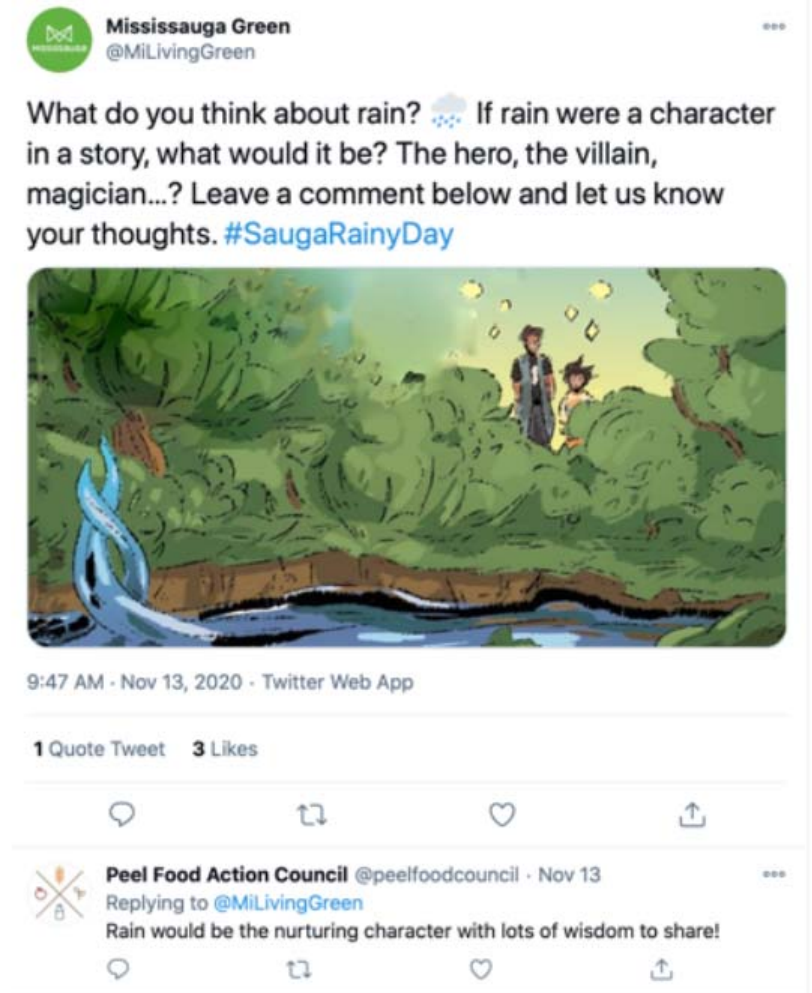 Mississauga Green
@MiLivingGreen
What do you think about rain? 🌧 If rain were a character
in a story, what would it be? The hero, the villain,
magician...? Leave a comment below and let us know
your thoughts. #SaugaRainyDay
9:47 AM · Nov 13, 2020 · Twitter Web App
1 Quote Tweet 3 Likes
Peel Food Action Council @peelfoodcouncil · Nov 13
Replying to @MiLivingGreen
Rain would be the nurturing character with lots of wisdom to share!